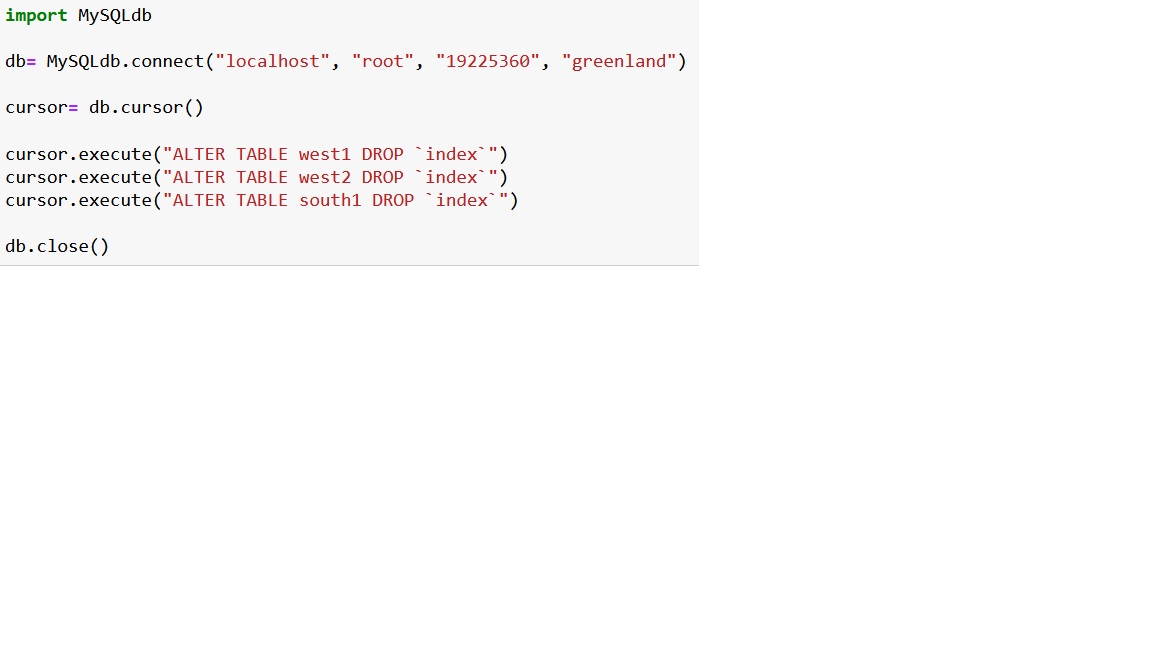 import MySQLdb
db= MySQLdb.connect("localhost", "root", "19225360", "greenland")
cursor= db.cursor()
cursor.execute("ALTER TABLE west1 DROP `index`")
cursor.execute("ALTER TABLE west2 DROP `index`")
cursor.execute("ALTER TABLE south1 DROP `index`")
db.close()